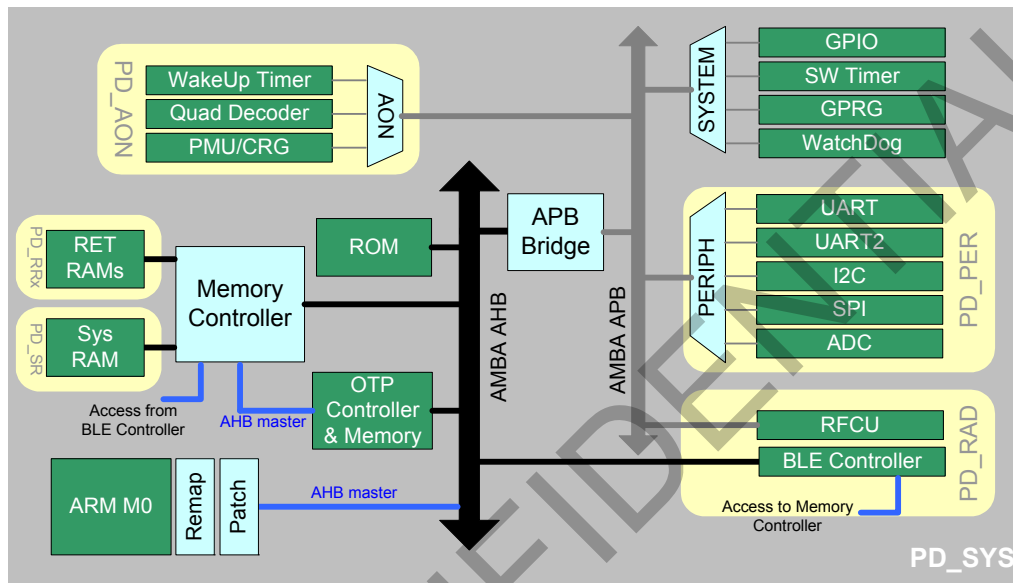 PD_AON
WakeUp Timer
Quad Decoder
PMU/CRG
AON
SYSTEM
GPIO
SW Timer
GPRG
WatchDog
PD_RRx
RET
RAMs
PD_SR
Sys
RAM
Memory
Controller
ROM
APB
Bridge
AMBA AHB
AMBA APB
PERIPH
UART
UART2
I2C
SPI
ADC
PD_PER
Access from
BLE Controller
AHB master
OTP
Controller
& Memory
RFCU
BLE Controller
PD_RAD
Access to Memory
Controller
ARM M0
Remap
Patch
AHB master
PD_SYS